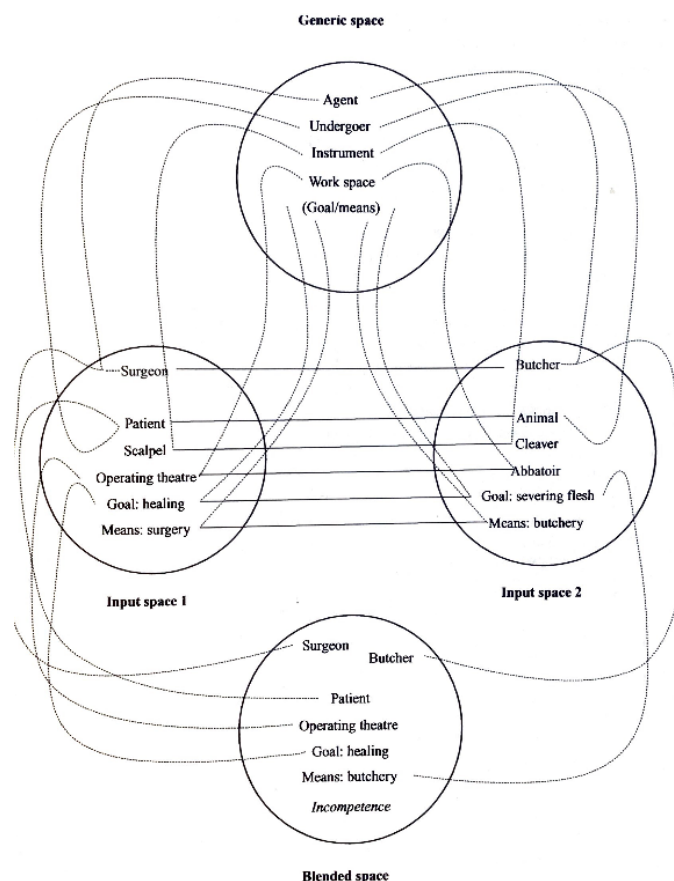 Generic space
Agent
Undergoer
Instrument
Work space
(Goal/means)
Surgeon
Patient
Scalpel
Operating theatre
Goal: healing
Means: surgery
Input space 1
Butcher
Animal
Cleaver
Abbatoir
Goal: severing flesh
Means: butchery
Input space 2
Surgeon
Butcher
Patient
Operating theatre
Goal: healing
Means: butchery
Incompetence
Blended space